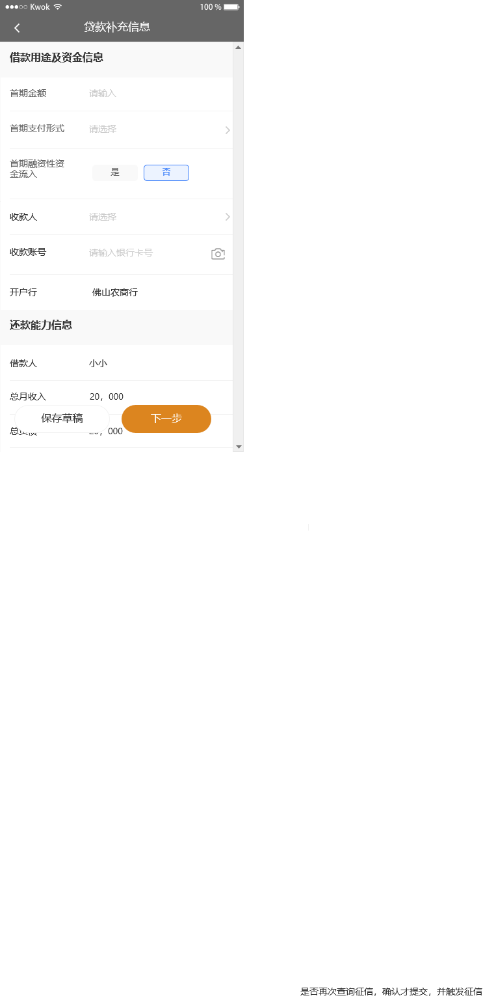 Kwok 100 %
贷款补充信息
借款用途及资金信息
首期金额 请输入
首期支付形式 请选择
首期融资性资
金流入
是 否
收款人 请选择
收款账号 请输入银行卡号
开户行 佛山农商行
还款能力信息
借款人 小小
总月收入 20，000
保存草稿 下一步
总负债 20，000
是否再次查询征信，确认才提交，并触发征信